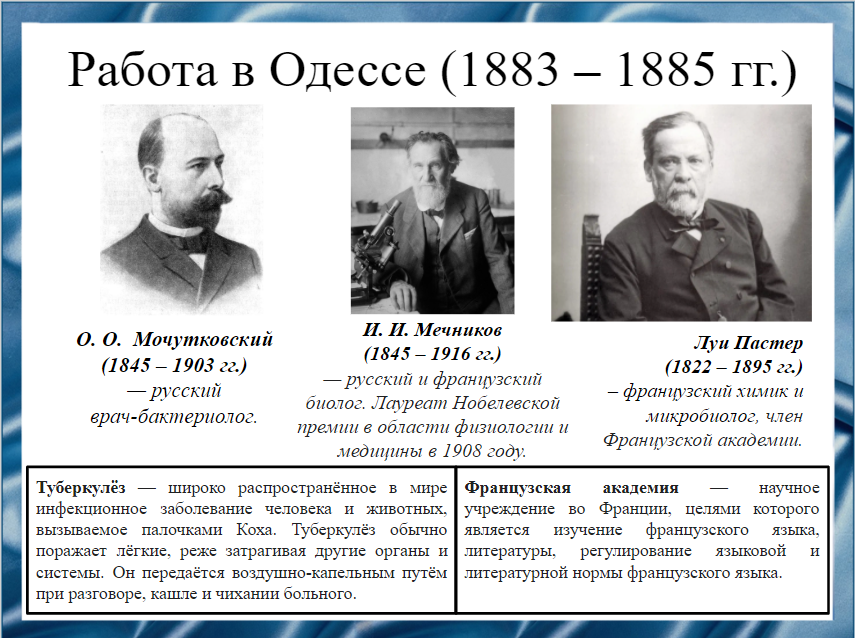 Работа в Одессе (1883 – 1885 гг.)
О. О. Мочутковский
(1845 – 1903 гг.)
— русский
врач-бактериолог.
И. И. Мечников
(1845 – 1916 гг.)
— русский и французский
биолог. Лауреат Нобелевской
премии в области физиологии и
медицины в 1908 году.
Луи Пастер
(1822 – 1895 гг.)
– французский химик и
микробиолог, член
Французской академии.
Туберкулёз — широко распространённое в мире
инфекционное заболевание человека и животных,
вызываемое палочками Коха. Туберкулёз обычно
поражает лёгкие, реже затрагивая другие органы и
системы. Он передаётся воздушно-капельным путём
при разговоре, кашле и чихании больного.
Французская академия — научное
учреждение во Франции, целями которого
является изучение французского языка,
литературы, регулирование языковой и
литературной нормы французского языка.